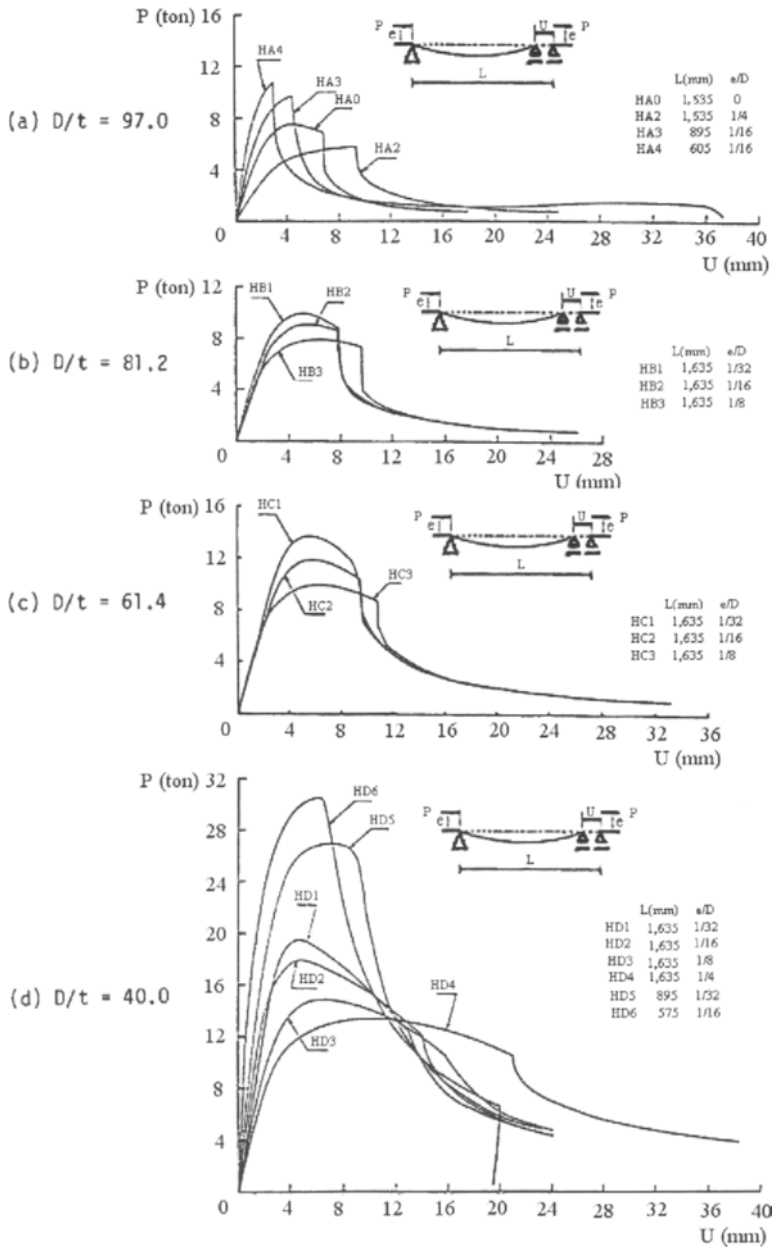 P (ton)
16
12
8
4
0
4
8
12
16
20
24
28
32
36
40
U (mm)
(a) D/t = 97.0
HA4
HA3
HA0
HA2
P
e
U
P
e
L
L(mm) e/D
HA0 1,535 0
HA2 1,535 1/4
HA3 895 1/16
HA4 605 1/16
P (ton)
12
10
8
6
4
2
0
4
8
12
16
20
24
28
U (mm)
(b) D/t = 81.2
HB1
HB2
HB3
P
e
U
P
e
L
L(mm) e/D
HB1 1,635 1/32
HB2 1,635 1/16
HB3 1,635 1/8
P (ton)
16
12
8
4
0
4
8
12
16
20
24
28
32
36
U (mm)
(c) D/t = 61.4
HC1
HC2
HC3
P
e
U
P
e
L
L(mm) e/D
HC1 1,635 1/32
HC2 1,635 1/16
HC3 1,635 1/8
P (ton)
32
28
24
20
16
12
8
4
0
4
8
12
16
20
24
28
32
36
40
U (mm)
(d) D/t = 40.0
HD6
HD5
HD1
HD2
HD3
HD4
P
e
U
P
e
L
L(mm) e/D
HD1 1,635 1/32
HD2 1,635 1/16
HD3 1,635 1/8
HD4 1,635 1/4
HD5 895 1/32
HD6 575 1/16